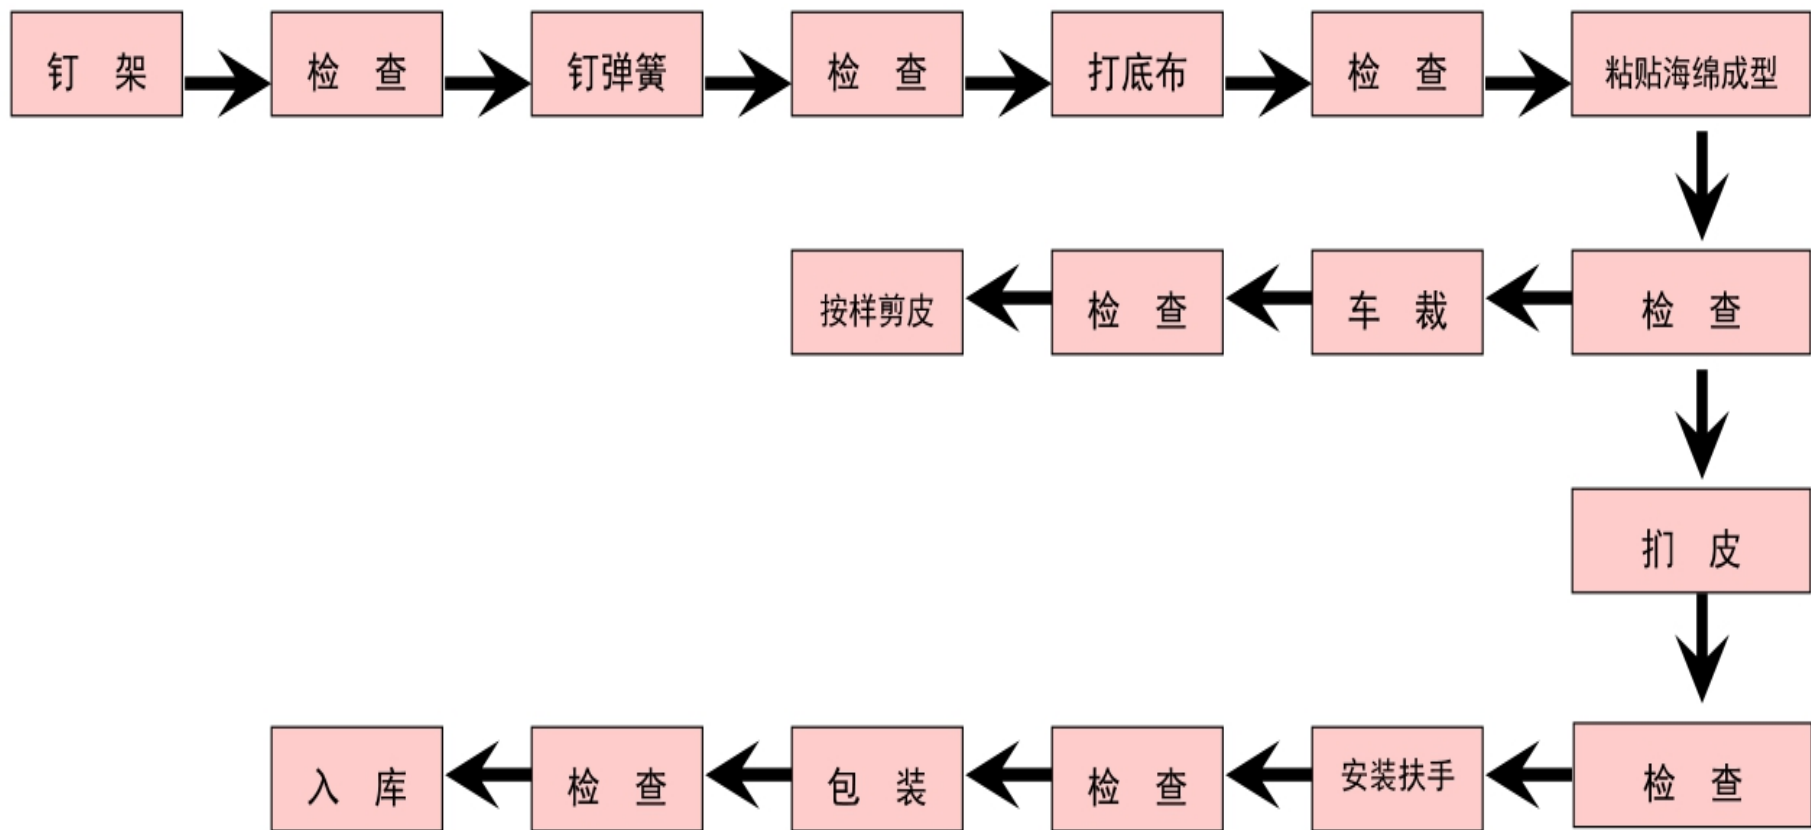 钉 架
检 查
钉弹簧
检 查
打底布
检 查
粘贴海绵成型
按样剪皮
检 查
车 裁
检 查
扪 皮
入 库
检 查
包 装
检 查
安装扶手
检 查